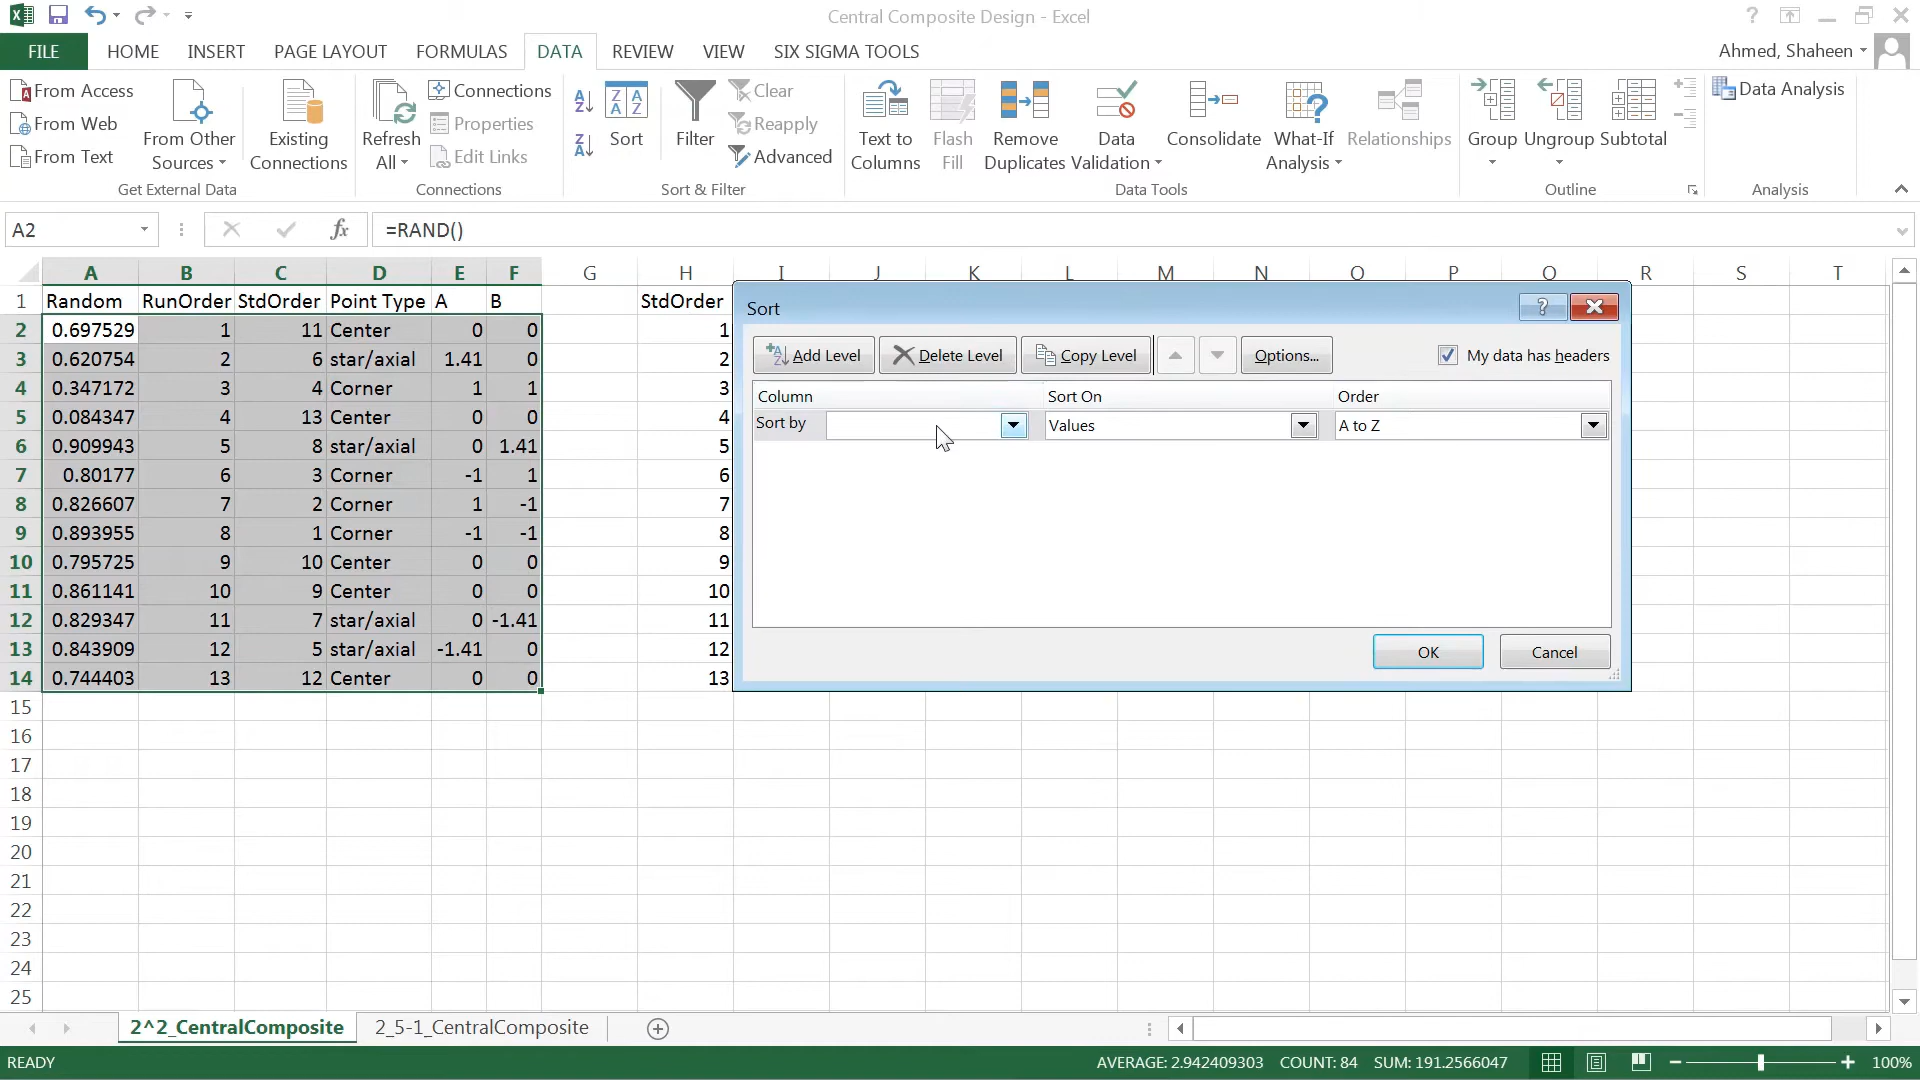 Central Composite Design - Excel
FILE HOME INSERT PAGE LAYOUT FORMULAS DATA REVIEW VIEW SIX SIGMA TOOLS Ahmed, Shaheen
From Access
From Web
From Text
From Other Sources
Existing Connections
Get External Data
Refresh All
Connections
Properties
Edit Links
Connections
Sort
Filter
Clear
Reapply
Advanced
Sort & Filter
Text to Columns
Flash Fill
Remove Duplicates
Data Validation
Consolidate
What-If Analysis
Relationships
Data Tools
Group
Ungroup
Subtotal
Outline
Data Analysis
Analysis
A2 fx =RAND()
A B C D E F G H I J K L M N O P Q R S T
1 Random RunOrder StdOrder Point Type A B StdOrder
2 0.697529 1 11 Center 0 0 1
3 0.620754 2 6 star/axial 1.41 0 2
4 0.347172 3 4 Corner 1 1 3
5 0.084347 4 13 Center 0 0 4
6 0.909943 5 8 star/axial 0 1.41 5
7 0.80177 6 3 Corner -1 1 6
8 0.826607 7 2 Corner 1 -1 7
9 0.893955 8 1 Corner -1 -1 8
10 0.795725 9 10 Center 0 0 9
11 0.861141 10 9 Center 0 0 10
12 0.829347 11 7 star/axial 0 -1.41 11
13 0.843909 12 5 star/axial -1.41 0 12
14 0.744403 13 12 Center 0 0 13
15
16
17
18
19
20
21
22
23
24
25
Sort
Add Level Delete Level Copy Level Options... My data has headers
Column Sort On Order
Sort by Values A to Z
OK Cancel
2^2_CentralComposite 2_5-1_CentralComposite
READY AVERAGE: 2.942409303 COUNT: 84 SUM: 191.2566047 100%